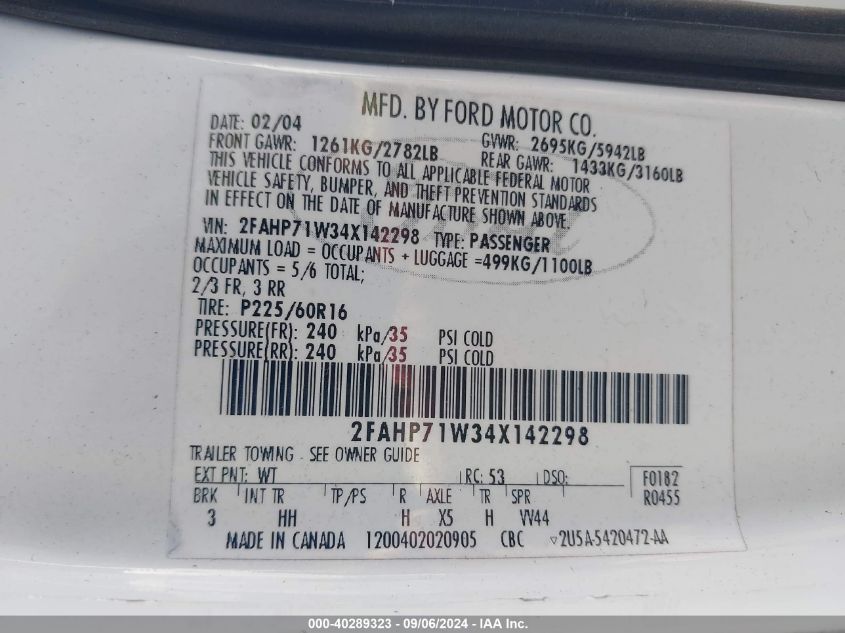 MFD. BY FORD MOTOR CO.
DATE: 02/04 GVWR: 2695KG/5942LB
FRONT GAWR: 1261KG/2782LB REAR GAWR: 1433KG/3160LB
THIS VEHICLE CONFORMS TO ALL APPLICABLE FEDERAL MOTOR
VEHICLE SAFETY, BUMPER, AND THEFT PREVENTION STANDARDS
IN EFFECT ON THE DATE OF MANUFACTURE SHOWN ABOVE.
VIN: 2FAHP71W34X142298 TYPE: PASSENGER
MAXIMUM LOAD = OCCUPANTS + LUGGAGE =499KG/1100LB
OCCUPANTS = 5/6 TOTAL;
2/3 FR, 3 RR
TIRE: P225/60R16
PRESSURE(FR): 240 kPa/35 PSI COLD
PRESSURE(RR): 240 kPa/35 PSI COLD
2FAHP71W34X142298
TRAILER TOWING - SEE OWNER GUIDE
EXT PNT: WT RC: 53 DSO: F0182
BRK INT TR TP/PS R AXLE TR SPR R0455
3 HH H X5 H VV44
MADE IN CANADA 1200402020905 CBC ▽2U5A-5420472-AA
000-40289323 - 09/06/2024 - IAA Inc.